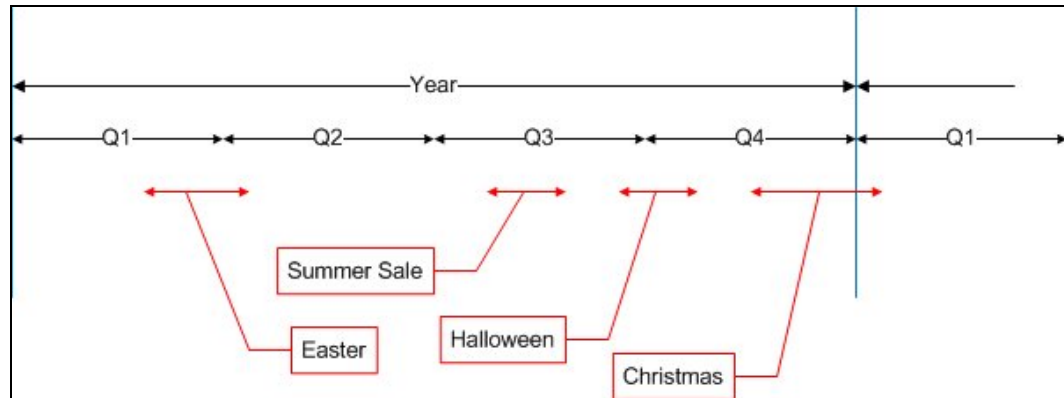 Year
Q1
Q2
Q3
Q4
Q1
Summer Sale
Easter
Halloween
Christmas